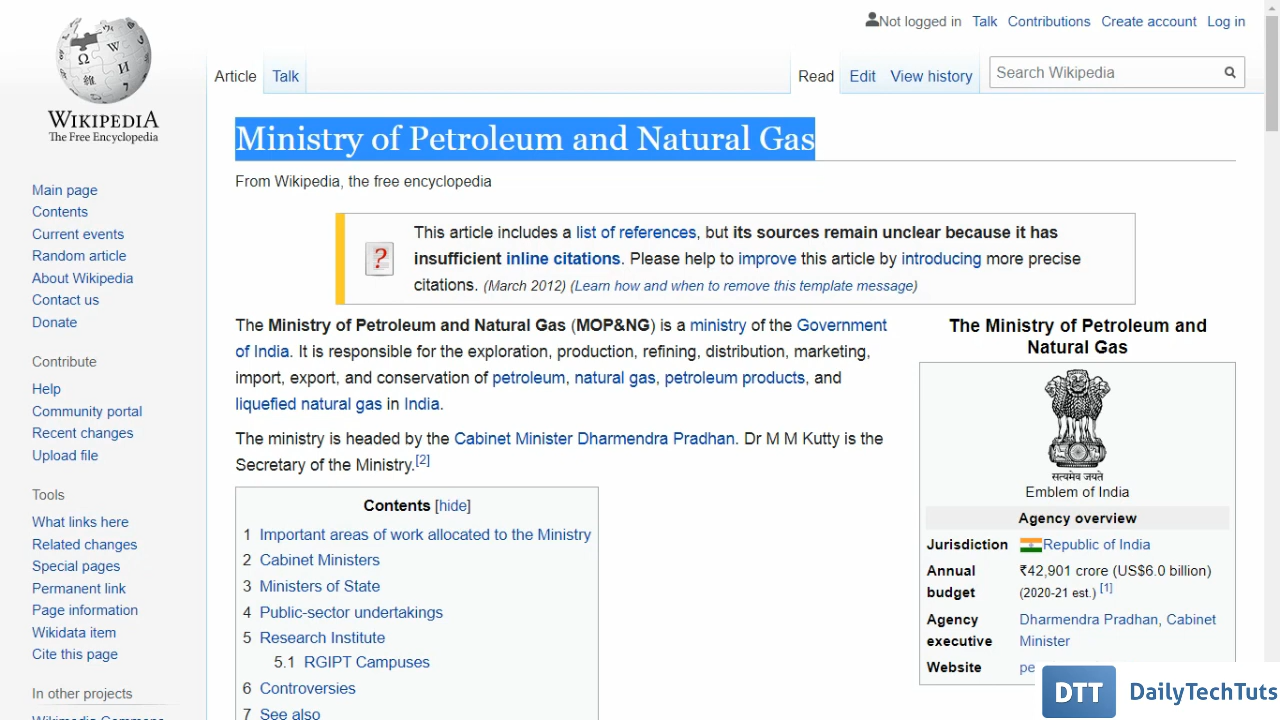 Not logged in Talk Contributions Create account Log in
Article Talk Read Edit View history Search Wikipedia
WIKIPEDIA
The Free Encyclopedia
Main page
Contents
Current events
Random article
About Wikipedia
Contact us
Donate
Contribute
Help
Community portal
Recent changes
Upload file
Tools
What links here
Related changes
Special pages
Permanent link
Page information
Wikidata item
Cite this page
In other projects
Wikimedia Commons
Ministry of Petroleum and Natural Gas
From Wikipedia, the free encyclopedia
This article includes a list of references, but its sources remain unclear because it has
insufficient inline citations. Please help to improve this article by introducing more precise
citations. (March 2012) (Learn how and when to remove this template message)
The Ministry of Petroleum and Natural Gas (MOP&NG) is a ministry of the Government
of India. It is responsible for the exploration, production, refining, distribution, marketing,
import, export, and conservation of petroleum, natural gas, petroleum products, and
liquefied natural gas in India.
The ministry is headed by the Cabinet Minister Dharmendra Pradhan. Dr M M Kutty is the
Secretary of the Ministry.[2]
Contents [hide]
1 Important areas of work allocated to the Ministry
2 Cabinet Ministers
3 Ministers of State
4 Public-sector undertakings
5 Research Institute
5.1 RGIPT Campuses
6 Controversies
7 See also
The Ministry of Petroleum and
Natural Gas
सत्यमेव जयते
Emblem of India
Agency overview
Jurisdiction Republic of India
Annual budget ₹42,901 crore (US$6.0 billion)
(2020-21 est.) [1]
Agency executive Dharmendra Pradhan, Cabinet
Minister
Website pe
DTT DailyTechTuts